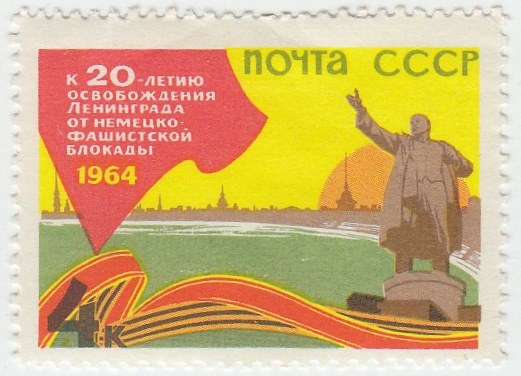 ПОЧТА СССР
К 20-ЛЕТИЮ
ОСВОБОЖДЕНИЯ
ЛЕНИНГРАДА
ОТ НЕМЕЦКО-
ФАШИСТСКОЙ
БЛОКАДЫ
1964
4К